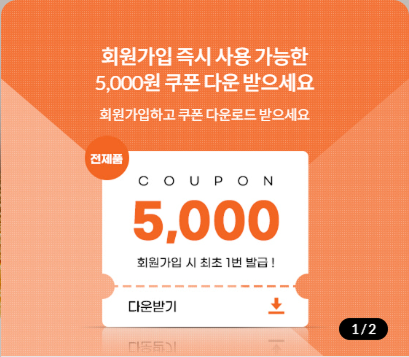 회원가입 즉시 사용 가능한
5,000원 쿠폰 다운 받으세요
회원가입하고 쿠폰 다운로드 받으세요
전제품
COUPON
5,000
회원가입 시 최초 1번 발급 !
다운받기
1/2